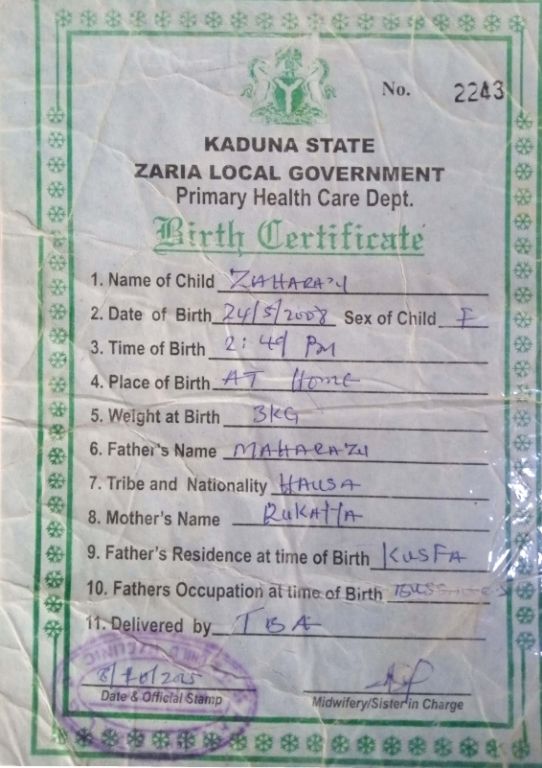 No. 2243
KADUNA STATE
ZARIA LOCAL GOVERNMENT
Primary Health Care Dept.
Birth Certificate
1. Name of Child ZAHARAZU
2. Date of Birth 24/5/2008 Sex of Child F
3. Time of Birth 2:49 PM
4. Place of Birth AT Home
5. Weight at Birth 3KG
6. Father's Name MAHARAZU
7. Tribe and Nationality HAUSA
8. Mother's Name RUKAYYA
9. Father's Residence at time of Birth KUSFA
10. Fathers Occupation at time of Birth
11. Delivered by TBA
Date & Official Stamp
Midwifery/Sister in Charge